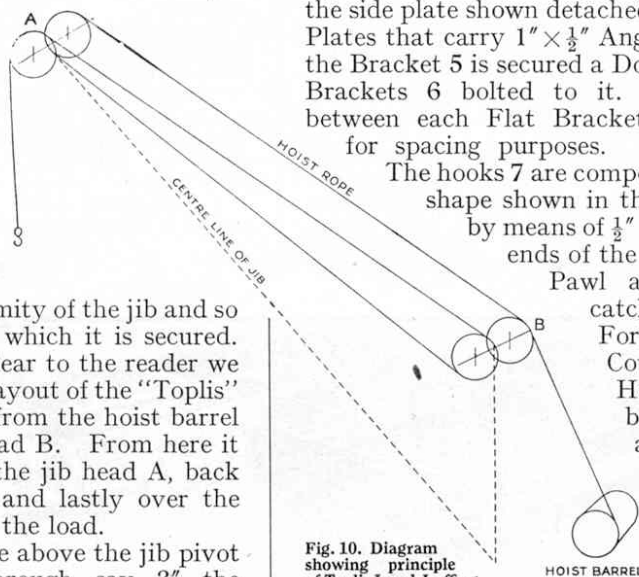 A
the side plate shown detached
Plates that carry 1″ × ½″ Ang
the Bracket 5 is secured a Do
Brackets 6 bolted to it.
between each Flat Bracket
for spacing purposes.
The hooks 7 are comp
shape shown in th
by means of ½″
ends of the
Pawl a
catc
For
Co
H
b
a
HOIST ROPE
CENTRE LINE OF JIB
B
mity of the jib and so
which it is secured.
ear to the reader we
ayout of the “Toplis”
from the hoist barrel
ad B. From here it
the jib head A, back
and lastly over the
the load.
e above the jib pivot
Fig. 10. Diagram
showing principle
HOIST BARREL